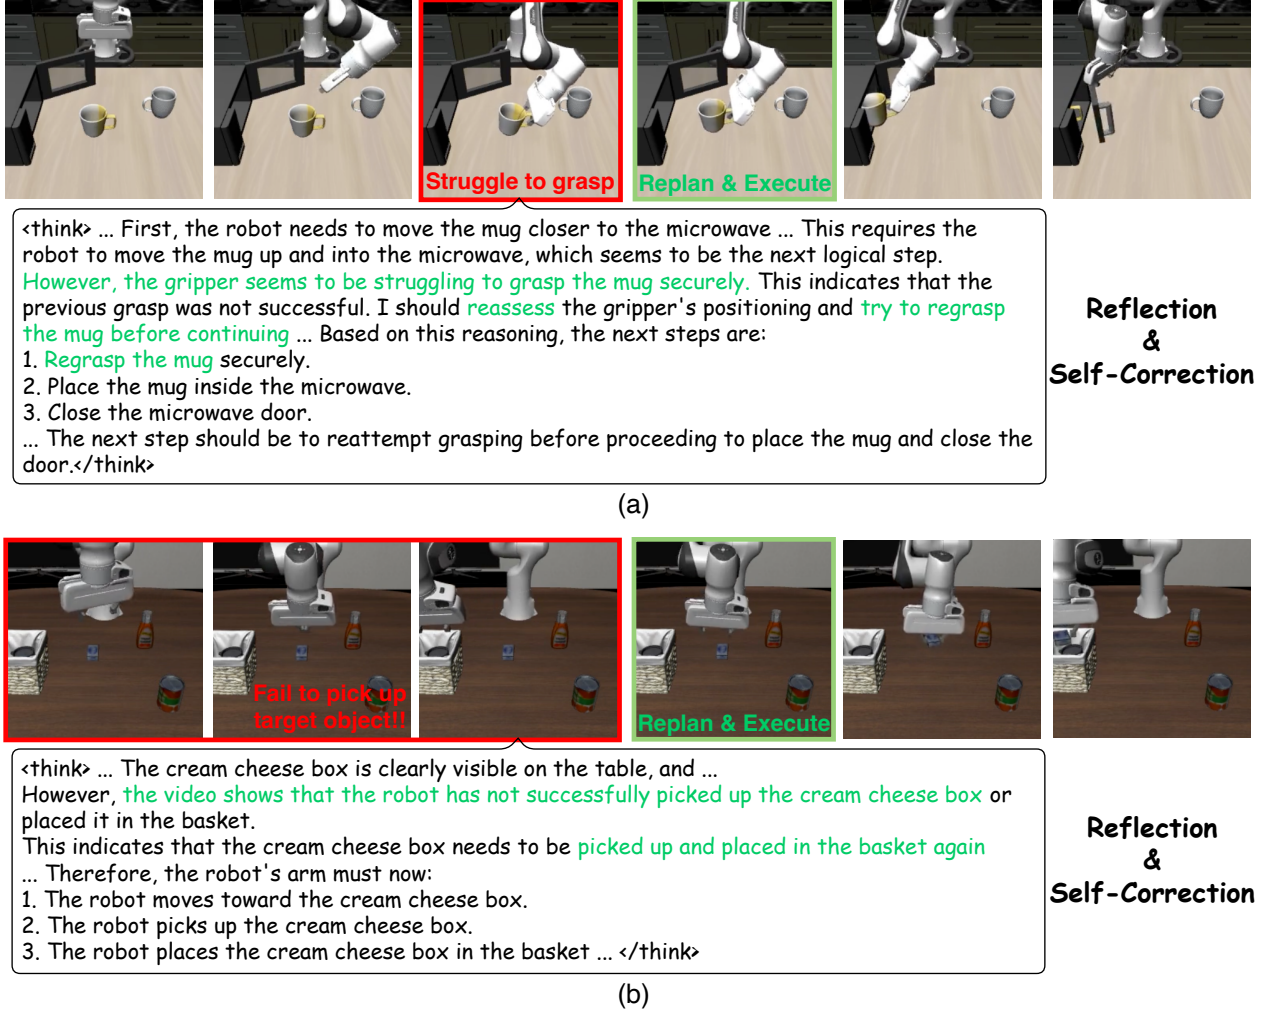 Struggle to grasp
Replan & Execute
<think> ... First, the robot needs to move the mug closer to the microwave ... This requires the
robot to move the mug up and into the microwave, which seems to be the next logical step.
However, the gripper seems to be struggling to grasp the mug securely. This indicates that the
previous grasp was not successful. I should reassess the gripper's positioning and try to regrasp
the mug before continuing ... Based on this reasoning, the next steps are:
1. Regrasp the mug securely.
2. Place the mug inside the microwave.
3. Close the microwave door.
... The next step should be to reattempt grasping before proceeding to place the mug and close the
door.</think>
Reflection
&
Self-Correction
(a)
Fail to pick up
target object!!
Replan & Execute
<think> ... The cream cheese box is clearly visible on the table, and ...
However, the video shows that the robot has not successfully picked up the cream cheese box or
placed it in the basket.
This indicates that the cream cheese box needs to be picked up and placed in the basket again
... Therefore, the robot's arm must now:
1. The robot moves toward the cream cheese box.
2. The robot picks up the cream cheese box.
3. The robot places the cream cheese box in the basket ... </think>
Reflection
&
Self-Correction
(b)